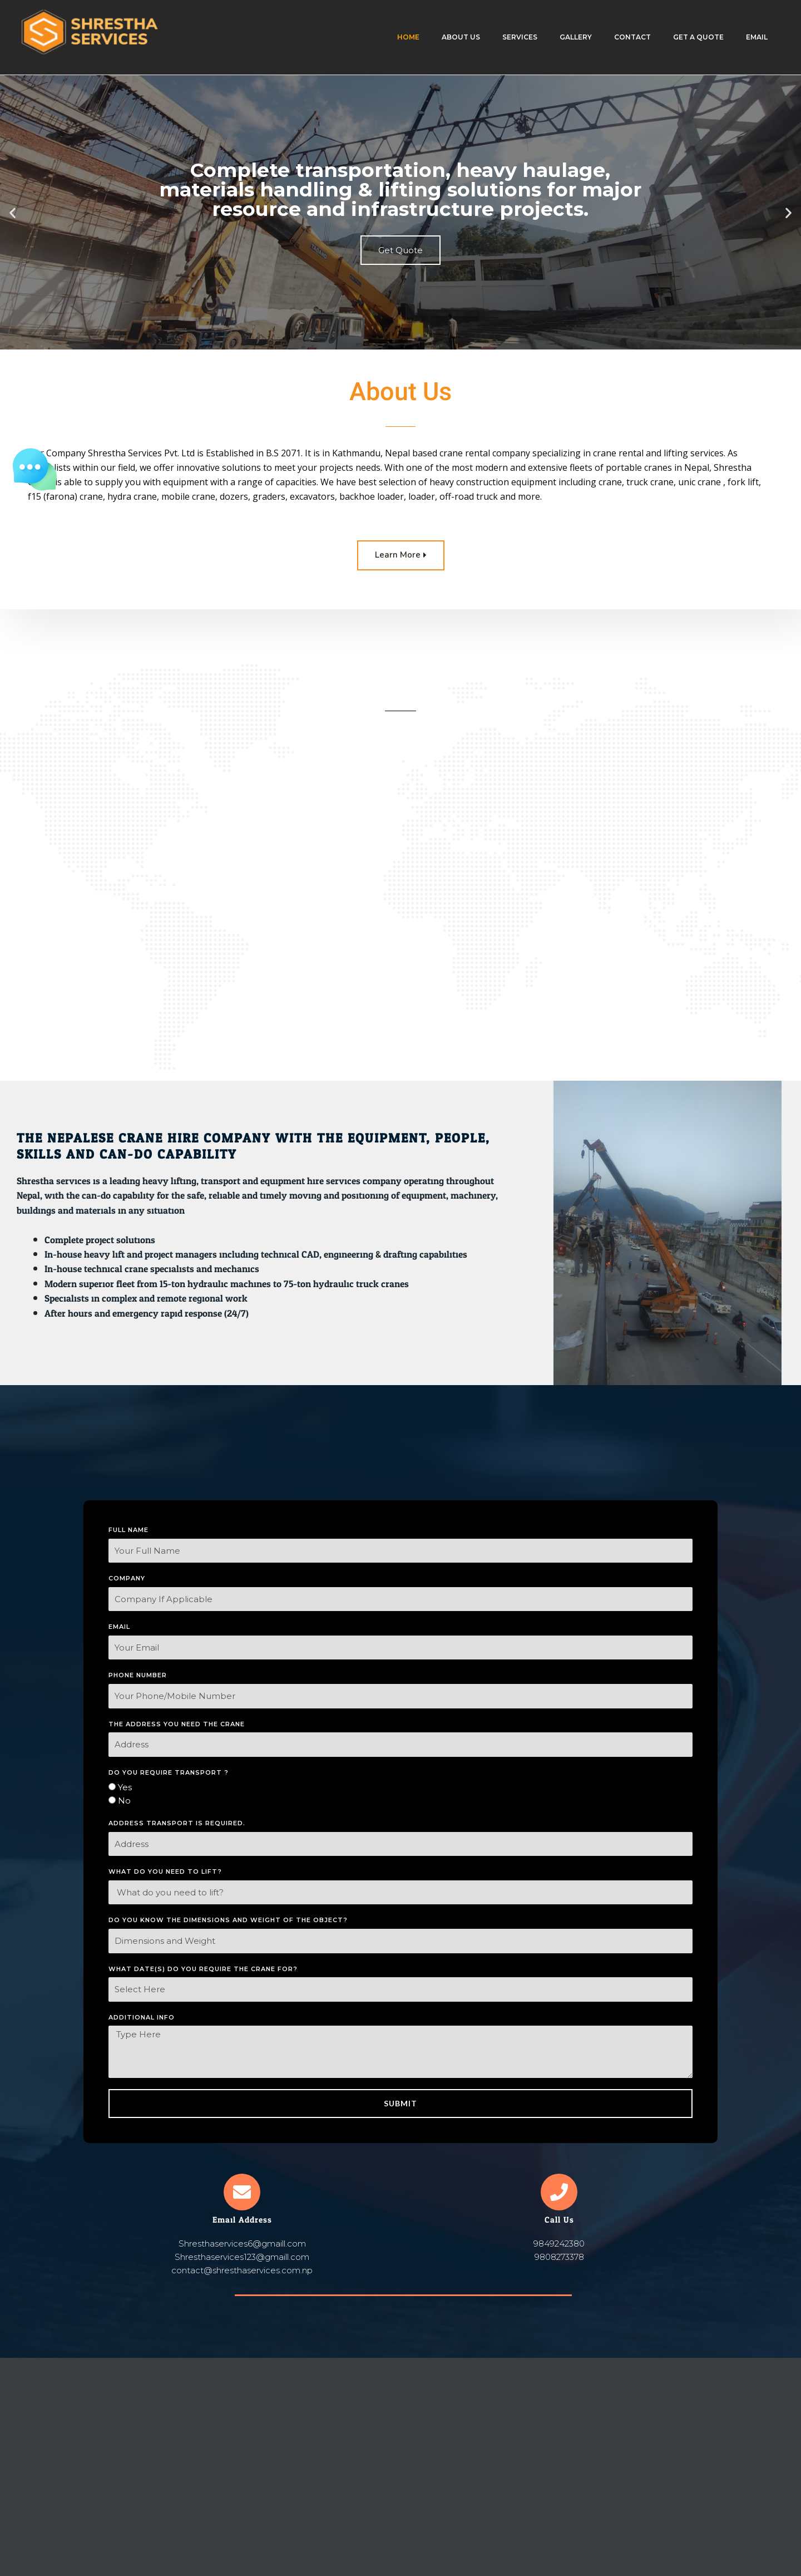 SHRESTHA
SERVICES
HOME
ABOUT US
SERVICES
GALLERY
CONTACT
GET A QUOTE
EMAIL
Complete transportation, heavy haulage,
materials handling & lifting solutions for major
resource and infrastructure projects.
Get Quote
About Us
Company Shrestha Services Pvt. Ltd is Established in B.S 2071. It is in Kathmandu, Nepal based crane rental company specializing in crane rental and lifting services. As
lists within our field, we offer innovative solutions to meet your projects needs. With one of the most modern and extensive fleets of portable cranes in Nepal, Shrestha
is able to supply you with equipment with a range of capacities. We have best selection of heavy construction equipment including crane, truck crane, unic crane , fork lift,
f15 (farona) crane, hydra crane, mobile crane, dozers, graders, excavators, backhoe loader, loader, off-road truck and more.
Learn More
THE NEPALESE CRANE HIRE COMPANY WITH THE EQUIPMENT, PEOPLE,
SKILLS AND CAN-DO CAPABILITY
Shrestha services is a leading heavy lifting, transport and equipment hire services company operating throughout
Nepal, with the can-do capability for the safe, reliable and timely moving and positioning of equipment, machinery,
buildings and materials in any situation
Complete project solutions
In-house heavy lift and project managers including technical CAD, engineering & drafting capabilities
In-house technical crane specialists and mechanics
Modern superior fleet from 15-ton hydraulic machines to 75-ton hydraulic truck cranes
Specialists in complex and remote regional work
After hours and emergency rapid response (24/7)
FULL NAME
Your Full Name
COMPANY
Company If Applicable
EMAIL
Your Email
PHONE NUMBER
Your Phone/Mobile Number
THE ADDRESS YOU NEED THE CRANE
Address
DO YOU REQUIRE TRANSPORT ?
Yes
No
ADDRESS TRANSPORT IS REQUIRED.
Address
WHAT DO YOU NEED TO LIFT?
What do you need to lift?
DO YOU KNOW THE DIMENSIONS AND WEIGHT OF THE OBJECT?
Dimensions and Weight
WHAT DATE(S) DO YOU REQUIRE THE CRANE FOR?
Select Here
ADDITIONAL INFO
Type Here
SUBMIT
Email Address
Shresthaservices6@gmaill.com
Shresthaservices123@gmaill.com
contact@shresthaservices.com.np
Call Us
9849242380
9808273378